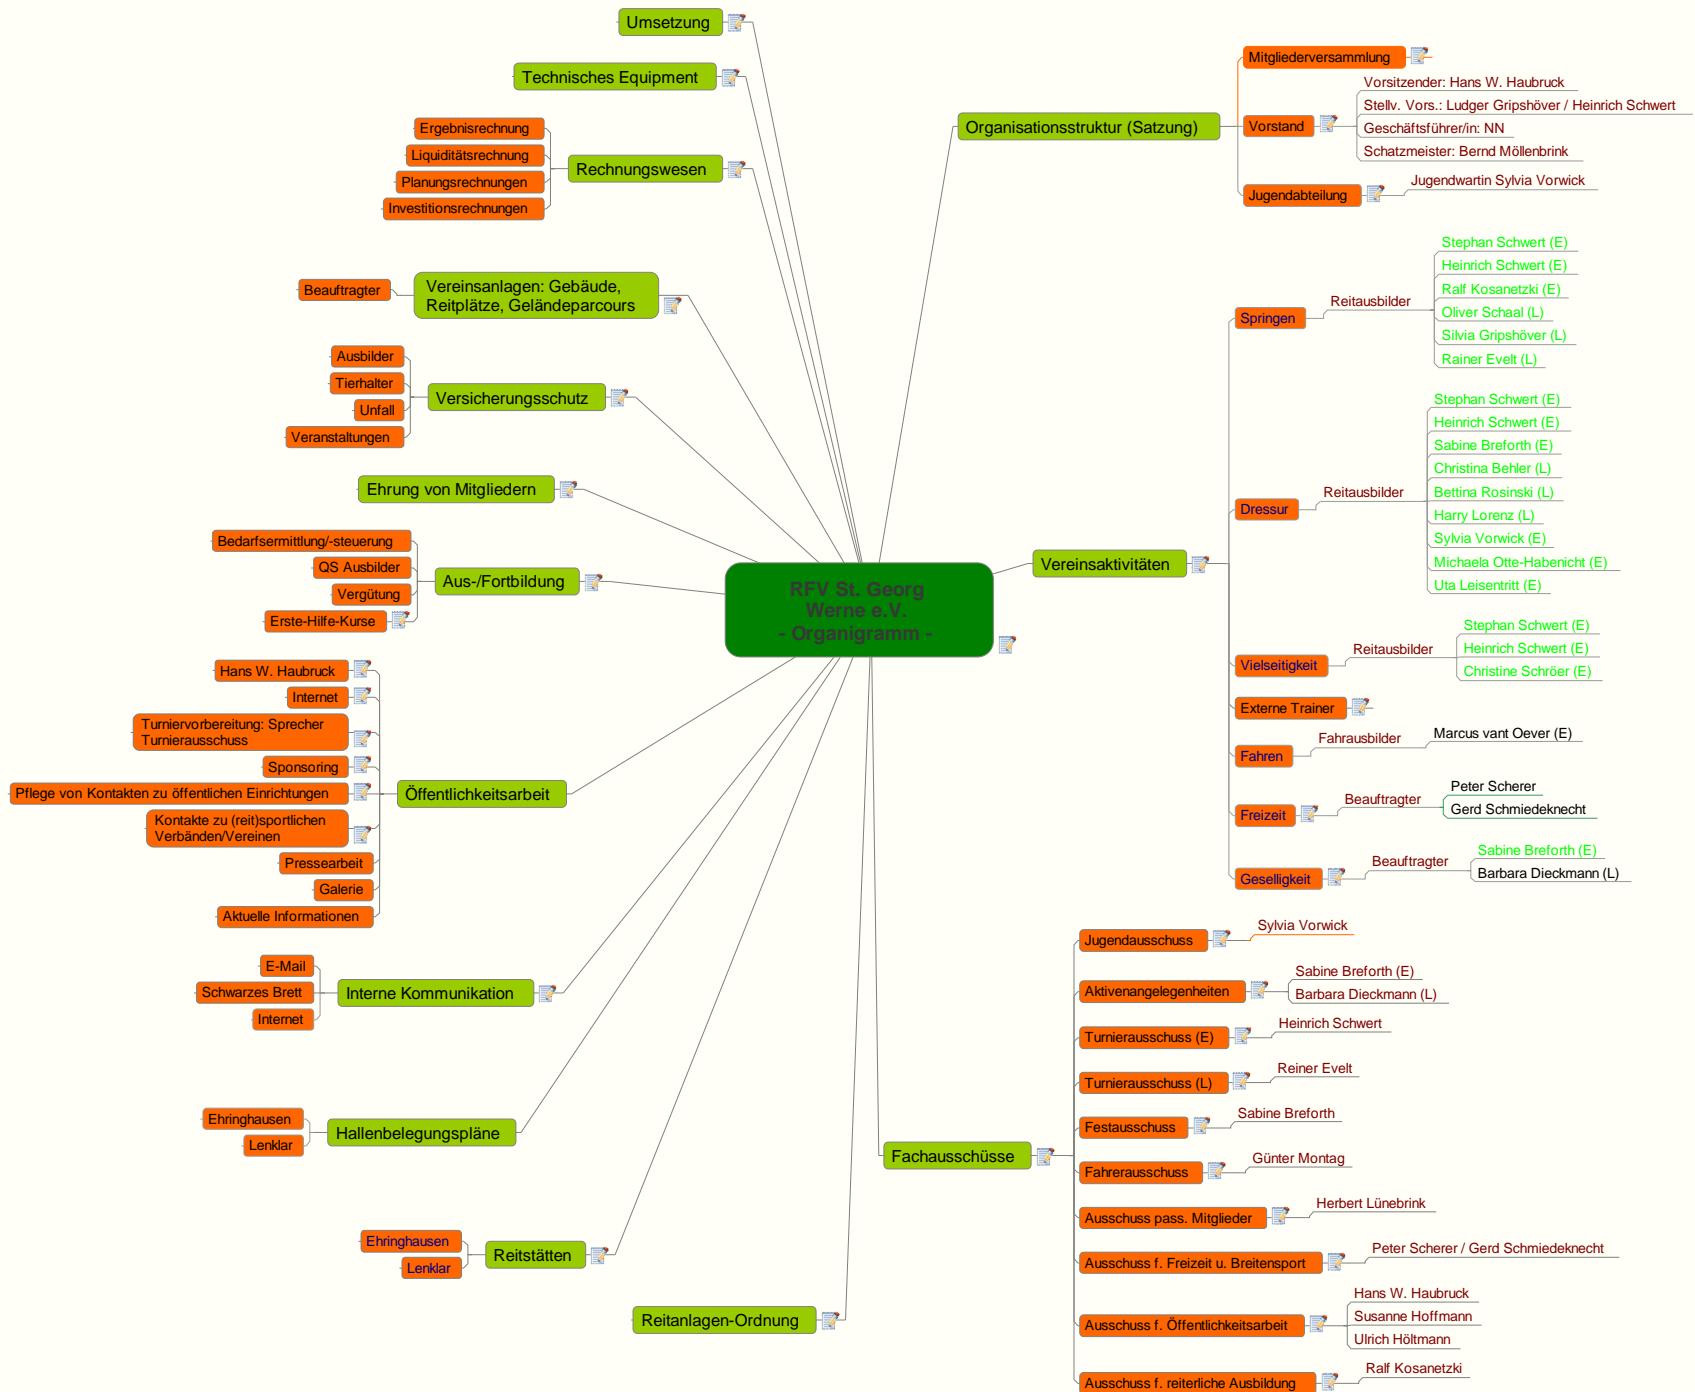 RFV St. Georg
Werne e.V.
- Organigramm -
Organisationsstruktur (Satzung)
Mitgliederversammlung
Vorstand
Vorsitzender: Hans W. Haubruck
Stellv. Vors.: Ludger Gripshöver / Heinrich Schwert
Geschäftsführer/in: NN
Schatzmeister: Bernd Möllenbrink
Jugendabteilung
Jugendwartin Sylvia Vorwick
Vereinsaktivitäten
Springen
Reitausbilder
Stephan Schwert (E)
Heinrich Schwert (E)
Ralf Kosanetzki (E)
Oliver Schaal (L)
Silvia Gripshöver (L)
Rainer Evelt (L)
Dressur
Reitausbilder
Stephan Schwert (E)
Heinrich Schwert (E)
Sabine Breforth (E)
Christina Behler (L)
Bettina Rosinski (L)
Harry Lorenz (L)
Sylvia Vorwick (E)
Michaela Otte-Habenicht (E)
Uta Leisentritt (E)
Vielseitigkeit
Reitausbilder
Stephan Schwert (E)
Heinrich Schwert (E)
Christine Schröer (E)
Externe Trainer
Fahren
Fahrausbilder
Marcus vant Oever (E)
Freizeit
Beauftragter
Peter Scherer
Gerd Schmiedeknecht
Geselligkeit
Beauftragter
Sabine Breforth (E)
Barbara Dieckmann (L)
Fachausschüsse
Jugendausschuss
Sylvia Vorwick
Aktivenangelegenheiten
Sabine Breforth (E)
Barbara Dieckmann (L)
Turnierausschuss (E)
Heinrich Schwert
Turnierausschuss (L)
Reiner Evelt
Festausschuss
Sabine Breforth
Fahrerausschuss
Günter Montag
Ausschuss pass. Mitglieder
Herbert Lünebrink
Ausschuss f. Freizeit u. Breitensport
Peter Scherer / Gerd Schmiedeknecht
Ausschuss f. Öffentlichkeitsarbeit
Hans W. Haubruck
Susanne Hoffmann
Ulrich Höltmann
Ausschuss f. reiterliche Ausbildung
Ralf Kosanetzki
Umsetzung
Technisches Equipment
Rechnungswesen
Ergebnisrechnung
Liquiditätsrechnung
Planungsrechnungen
Investitionsrechnungen
Vereinsanlagen: Gebäude,
Reitplätze, Geländeparcours
Beauftragter
Versicherungsschutz
Ausbilder
Tierhalter
Unfall
Veranstaltungen
Ehrung von Mitgliedern
Aus-/Fortbildung
Bedarfsermittlung/-steuerung
QS Ausbilder
Vergütung
Erste-Hilfe-Kurse
Öffentlichkeitsarbeit
Hans W. Haubruck
Internet
Turniervorbereitung: Sprecher
Turnierausschuss
Sponsoring
Pflege von Kontakten zu öffentlichen Einrichtungen
Kontakte zu (reit)sportlichen
Verbänden/Vereinen
Pressearbeit
Galerie
Aktuelle Informationen
Interne Kommunikation
E-Mail
Schwarzes Brett
Internet
Hallenbelegungspläne
Ehringhausen
Lenklar
Reitstätten
Ehringhausen
Lenklar
Reitanlagen-Ordnung